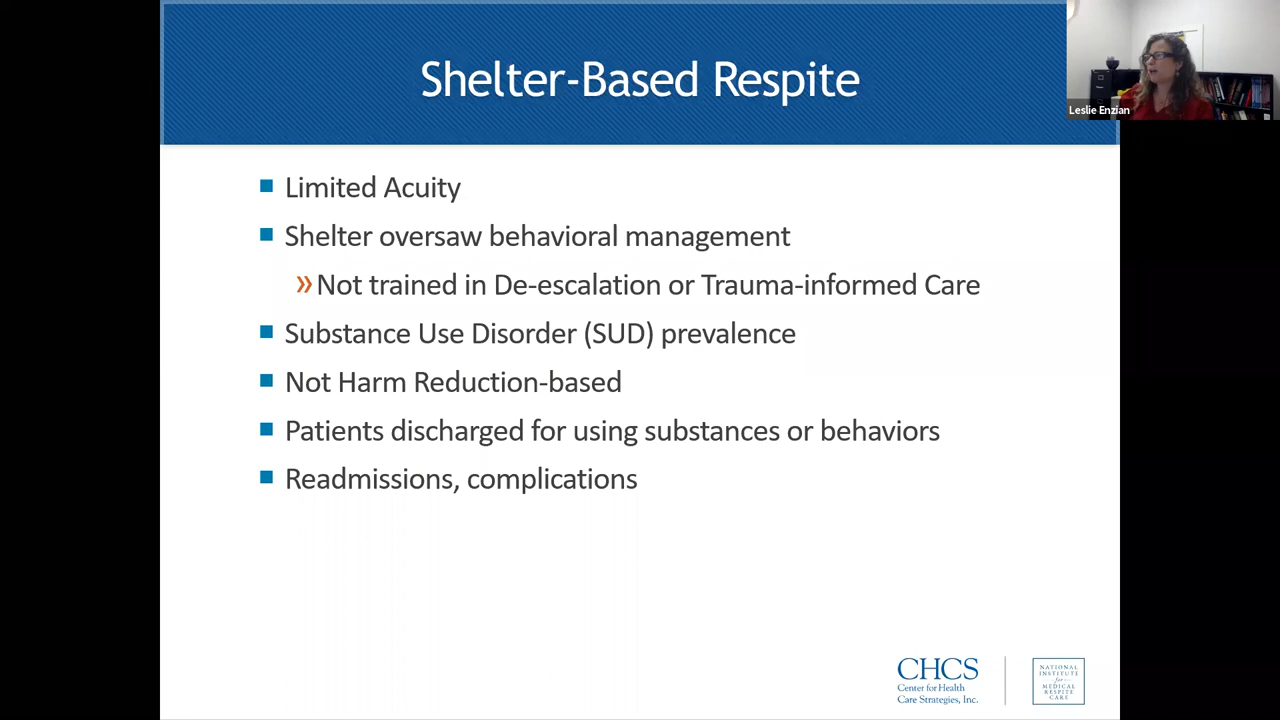 Shelter-Based Respite
Leslie Enzian
Limited Acuity
Shelter oversaw behavioral management
Not trained in De-escalation or Trauma-informed Care
Substance Use Disorder (SUD) prevalence
Not Harm Reduction-based
Patients discharged for using substances or behaviors
Readmissions, complications
CHCS
Center for Health
Care Strategies, Inc.
NATIONAL
INSTITUTE
for
MEDICAL
RESPITE
CARE